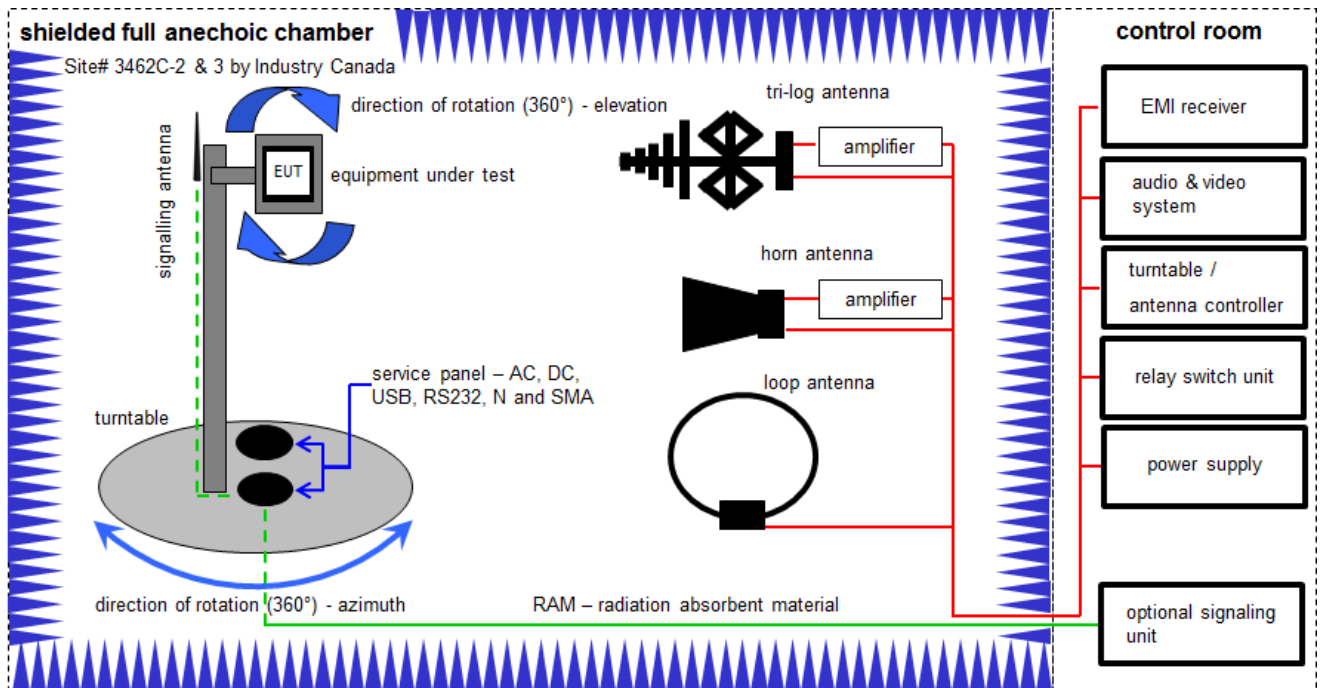 shielded full anechoic chamber
Site# 3462C-2 & 3 by Industry Canada
direction of rotation (360°) - elevation
signalling antenna
EUT
equipment under test
service panel – AC, DC,
USB, RS232, N and SMA
turntable
direction of rotation (360°) - azimuth
tri-log antenna
amplifier
horn antenna
amplifier
loop antenna
RAM – radiation absorbent material
control room
EMI receiver
audio & video
system
turntable /
antenna controller
relay switch unit
power supply
optional signaling
unit